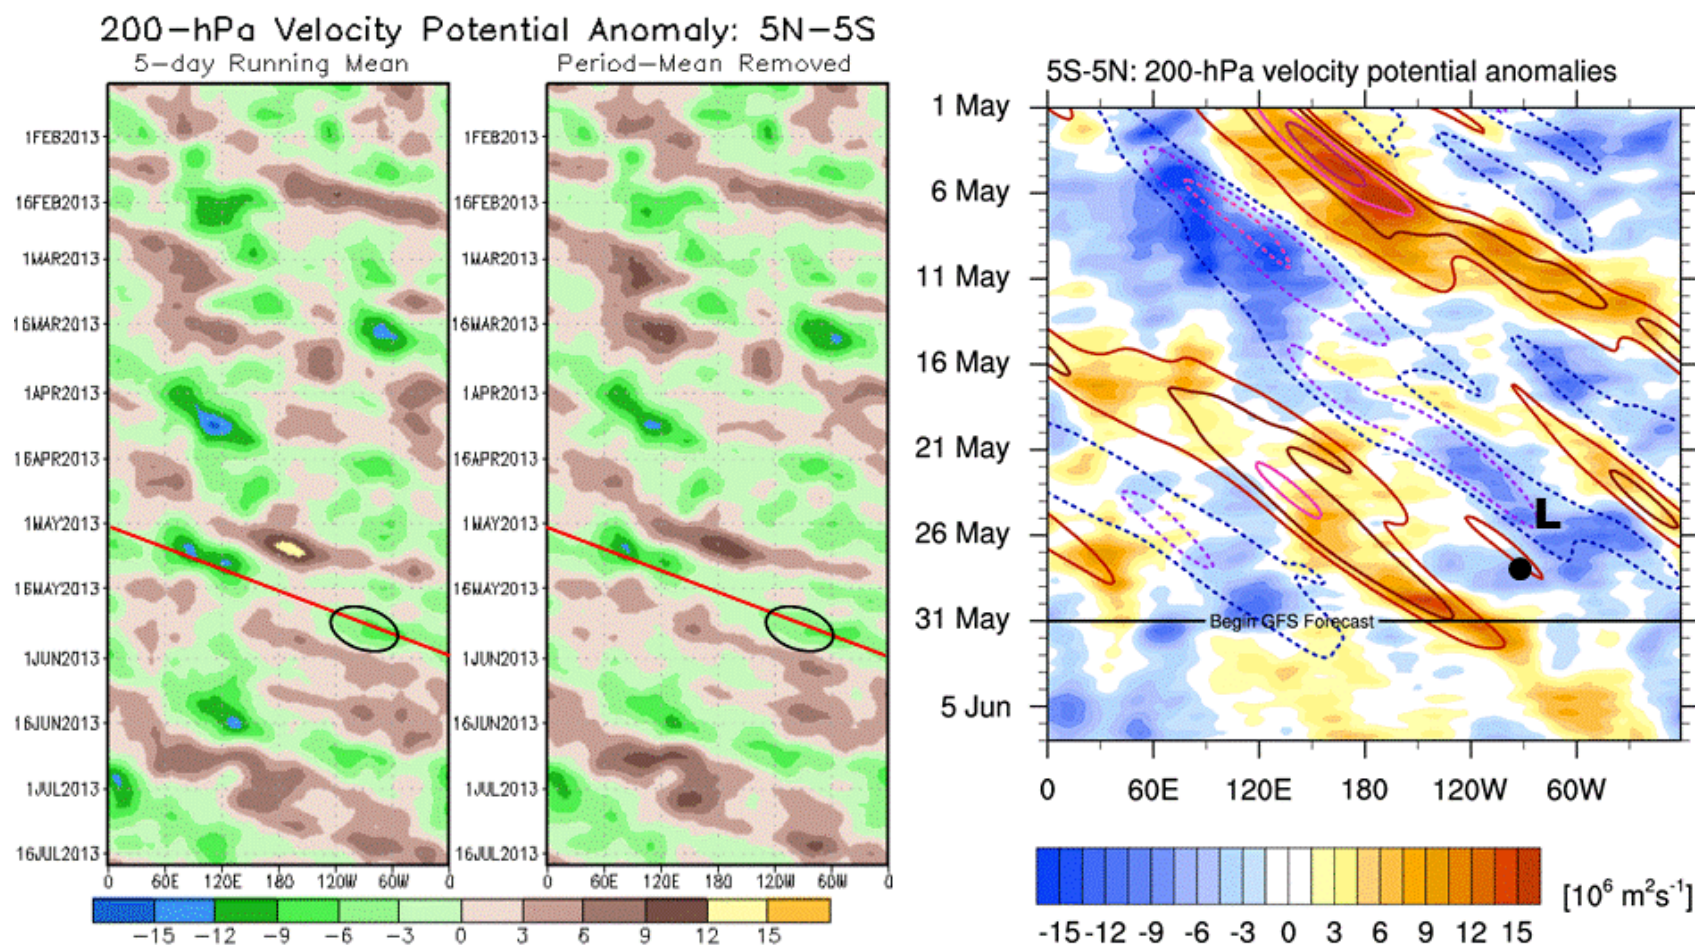 200-hPa Velocity Potential Anomaly: 5N-5S
5-day Running Mean
Period-Mean Removed
1FEB2013
16FEB2013
1MAR2013
16MAR2013
1APR2013
16APR2013
1MAY2013
16MAY2013
1JUN2013
16JUN2013
1JUL2013
16JUL2013
0 60E 120E 180 120W 60W 0
1FEB2013
16FEB2013
1MAR2013
16MAR2013
1APR2013
16APR2013
1MAY2013
16MAY2013
1JUN2013
16JUN2013
1JUL2013
16JUL2013
0 60E 120E 180 120W 60W 0
-15 -12 -9 -6 -3 0 3 6 9 12 15
5S-5N: 200-hPa velocity potential anomalies
1 May
6 May
11 May
16 May
21 May
L
26 May
31 May
Begin GFS Forecast
5 Jun
0 60E 120E 180 120W 60W
[10⁶ m²s⁻¹]
-15 -12 -9 -6 -3 0 3 6 9 12 15